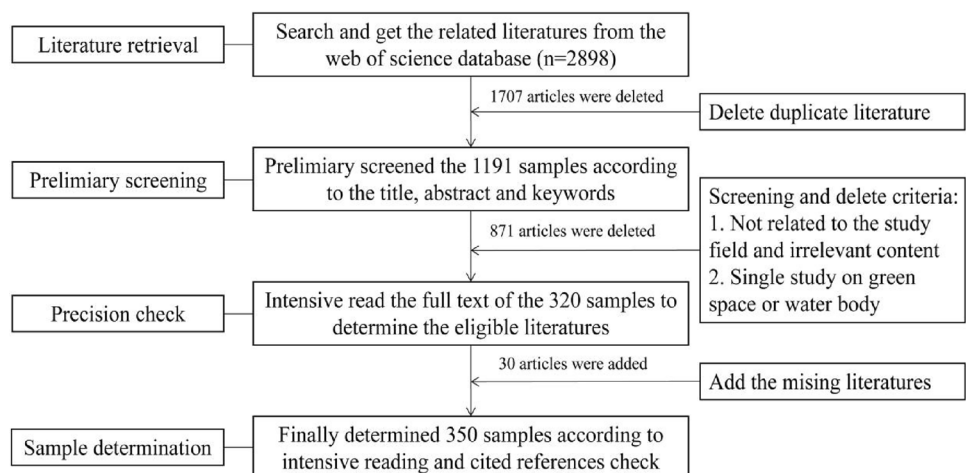 Literature retrieval
Search and get the related literatures from the
web of science database (n=2898)
1707 articles were deleted
Delete duplicate literature
Prelimiary screening
Prelimiary screened the 1191 samples according
to the title, abstract and keywords
871 articles were deleted
Screening and delete criteria:
1. Not related to the study
field and irrelevant content
2. Single study on green
space or water body
Precision check
Intensive read the full text of the 320 samples to
determine the eligible literatures
30 articles were added
Add the mising literatures
Sample determination
Finally determined 350 samples according to
intensive reading and cited references check